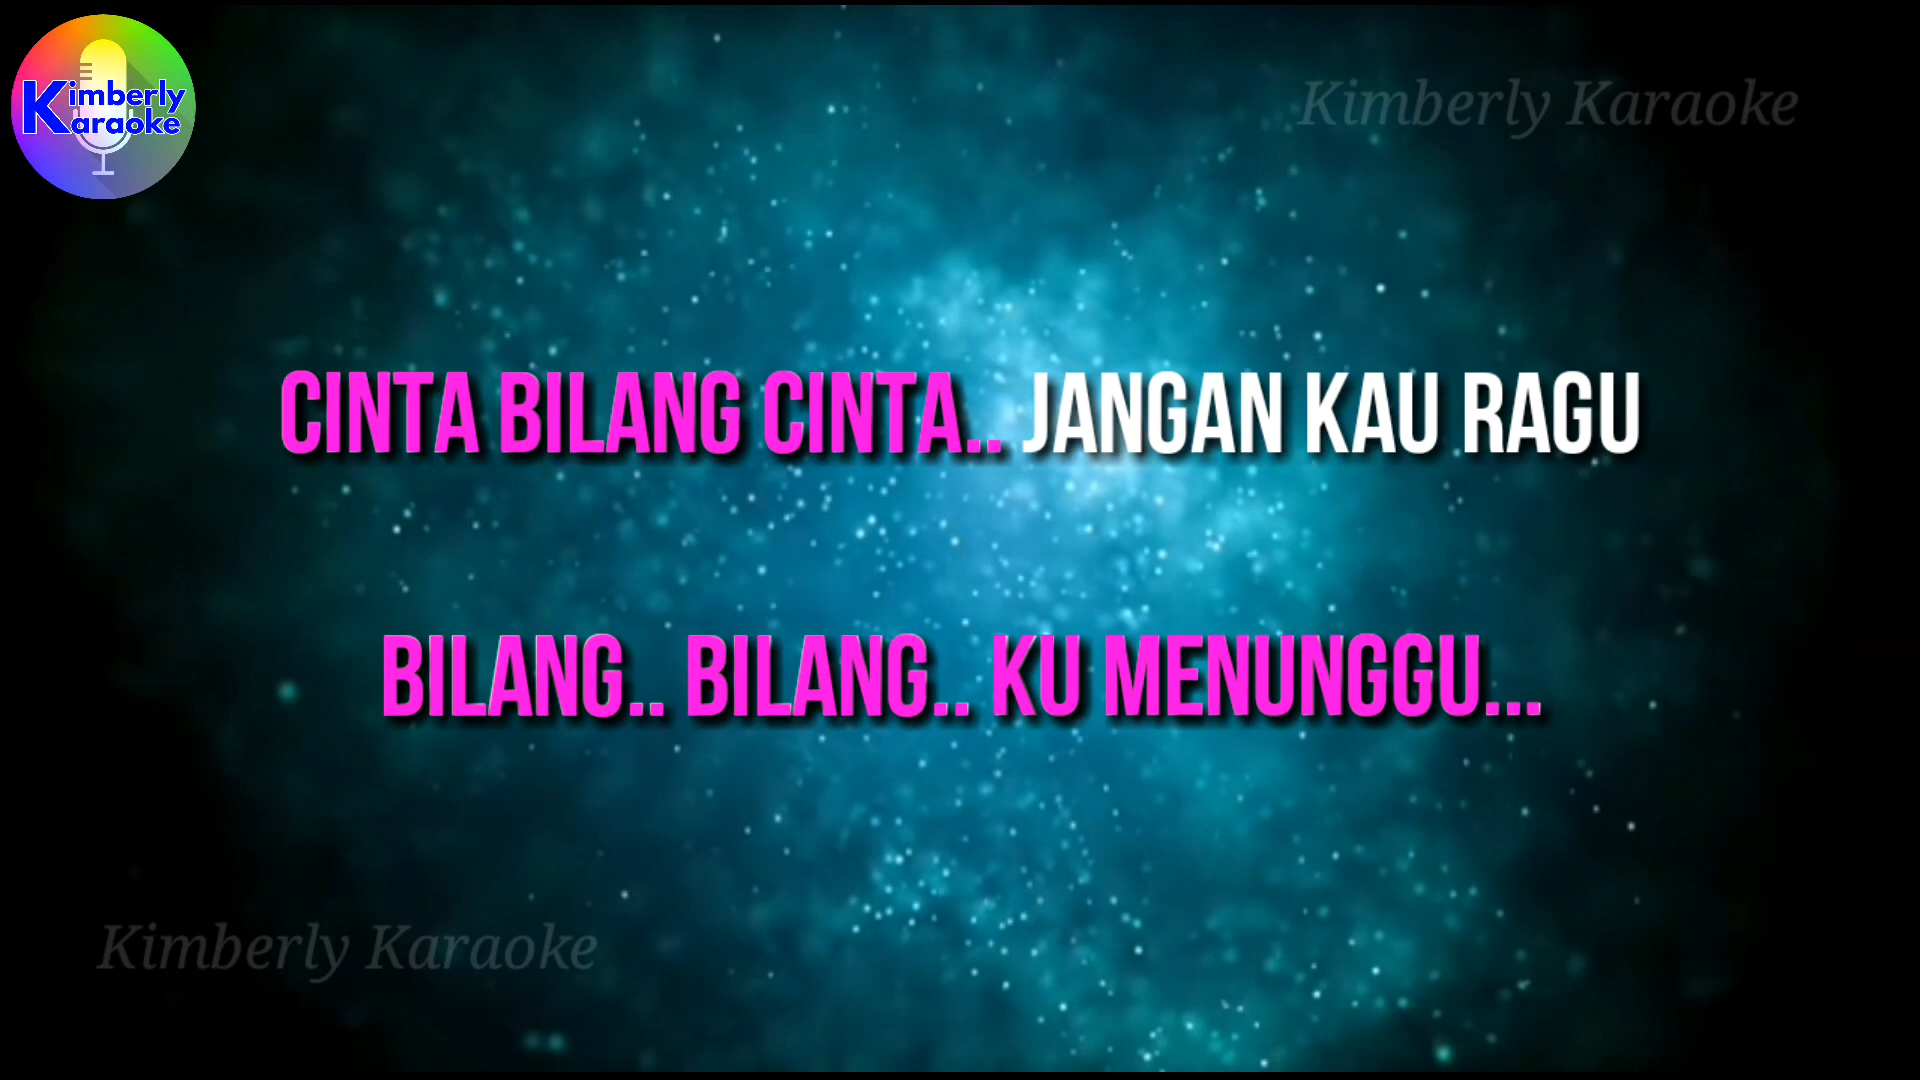 Kimberly
Karaoke
Kimberly Karaoke
CINTA BILANG CINTA.. JANGAN KAU RAGU
BILANG.. BILANG.. KU MENUNGGU...
Kimberly Karaoke